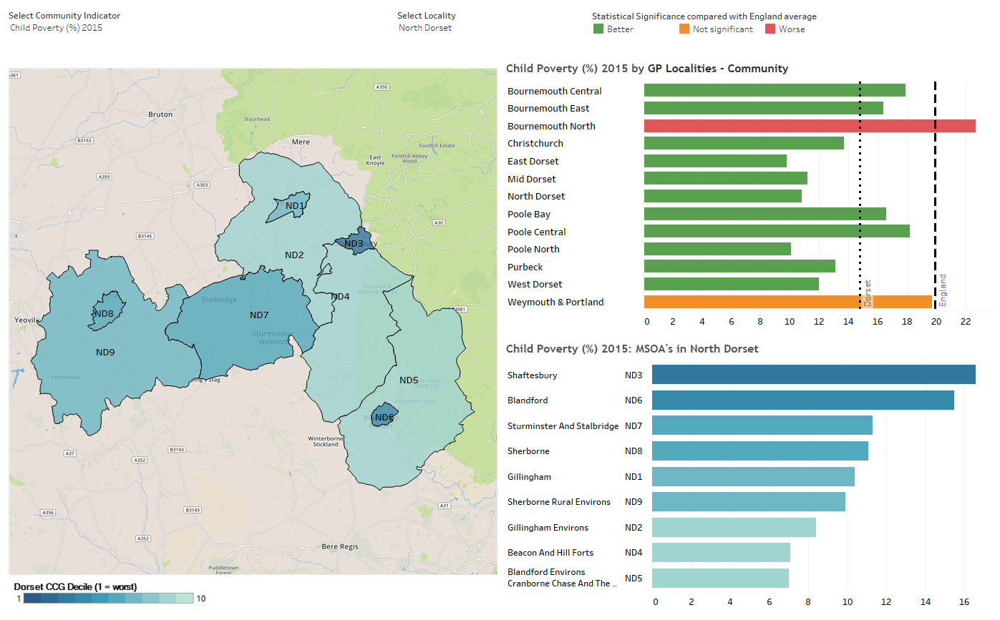 Select Community Indicator
Child Poverty (%) 2015
Select Locality
North Dorset
Statistical Significance compared with England average
Better
Not significant
Worse
A361
A350
Bruton
Stourhead
B3153
Mere
Fonthill Estate
East
Knoyle
Fonthill Abbey
Wood
A359
A303
ND1
A30
B3145
ND3
ND2
Stalbridge
ND4
ND8
ND7
3081
Yeovil
Sturminster
Newton
ND9
Yetminster
ng's Stag
ND5
Blandford Camp
ND6
Winterborne
Stickland
A37
B3143
A352
A356
B3143
A31
A352
Bere Regis
Puddletown
Forest
Dorset CCG Decile (1 = worst)
1
10
Child Poverty (%) 2015 by GP Localities - Community
Bournemouth Central
Bournemouth East
Bournemouth North
Christchurch
East Dorset
Mid Dorset
North Dorset
Poole Bay
Poole Central
Poole North
Purbeck
West Dorset
Weymouth & Portland
Dorset
England
0 2 4 6 8 10 12 14 16 18 20 22
Child Poverty (%) 2015: MSOA's in North Dorset
Shaftesbury ND3
Blandford ND6
Sturminster And Stalbridge ND7
Sherborne ND8
Gillingham ND1
Sherborne Rural Environs ND9
Gillingham Environs ND2
Beacon And Hill Forts ND4
Blandford Environs
Cranborne Chase And The .. ND5
0 2 4 6 8 10 12 14 16